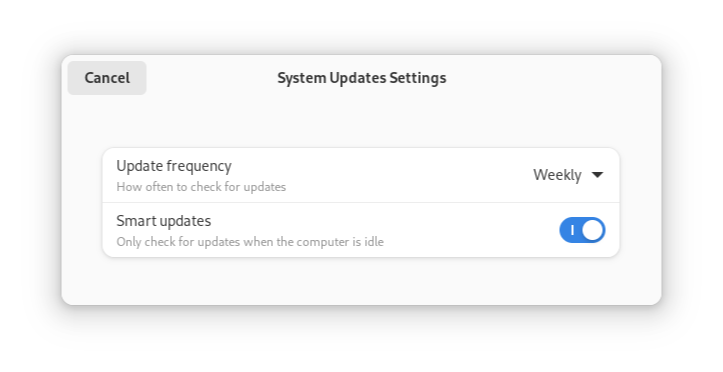 Cancel
System Updates Settings
Update frequency
How often to check for updates
Weekly
Smart updates
Only check for updates when the computer is idle